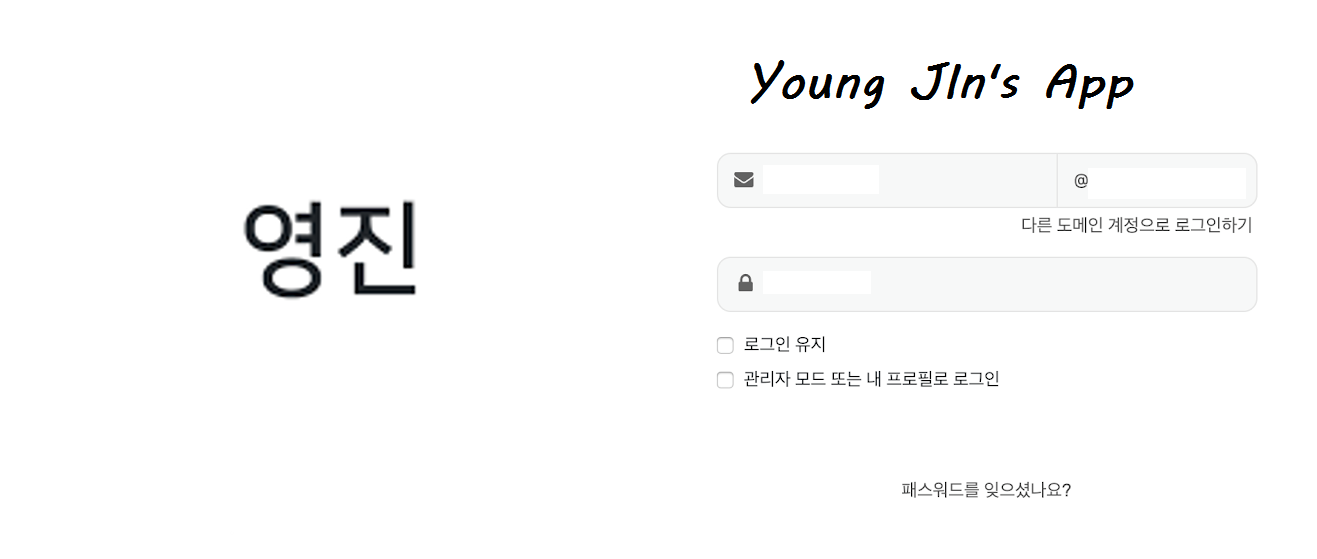 영진
Young JIn's App
@
다른 도메인 계정으로 로그인하기
로그인 유지
관리자 모드 또는 내 프로필로 로그인
패스워드를 잊으셨나요?